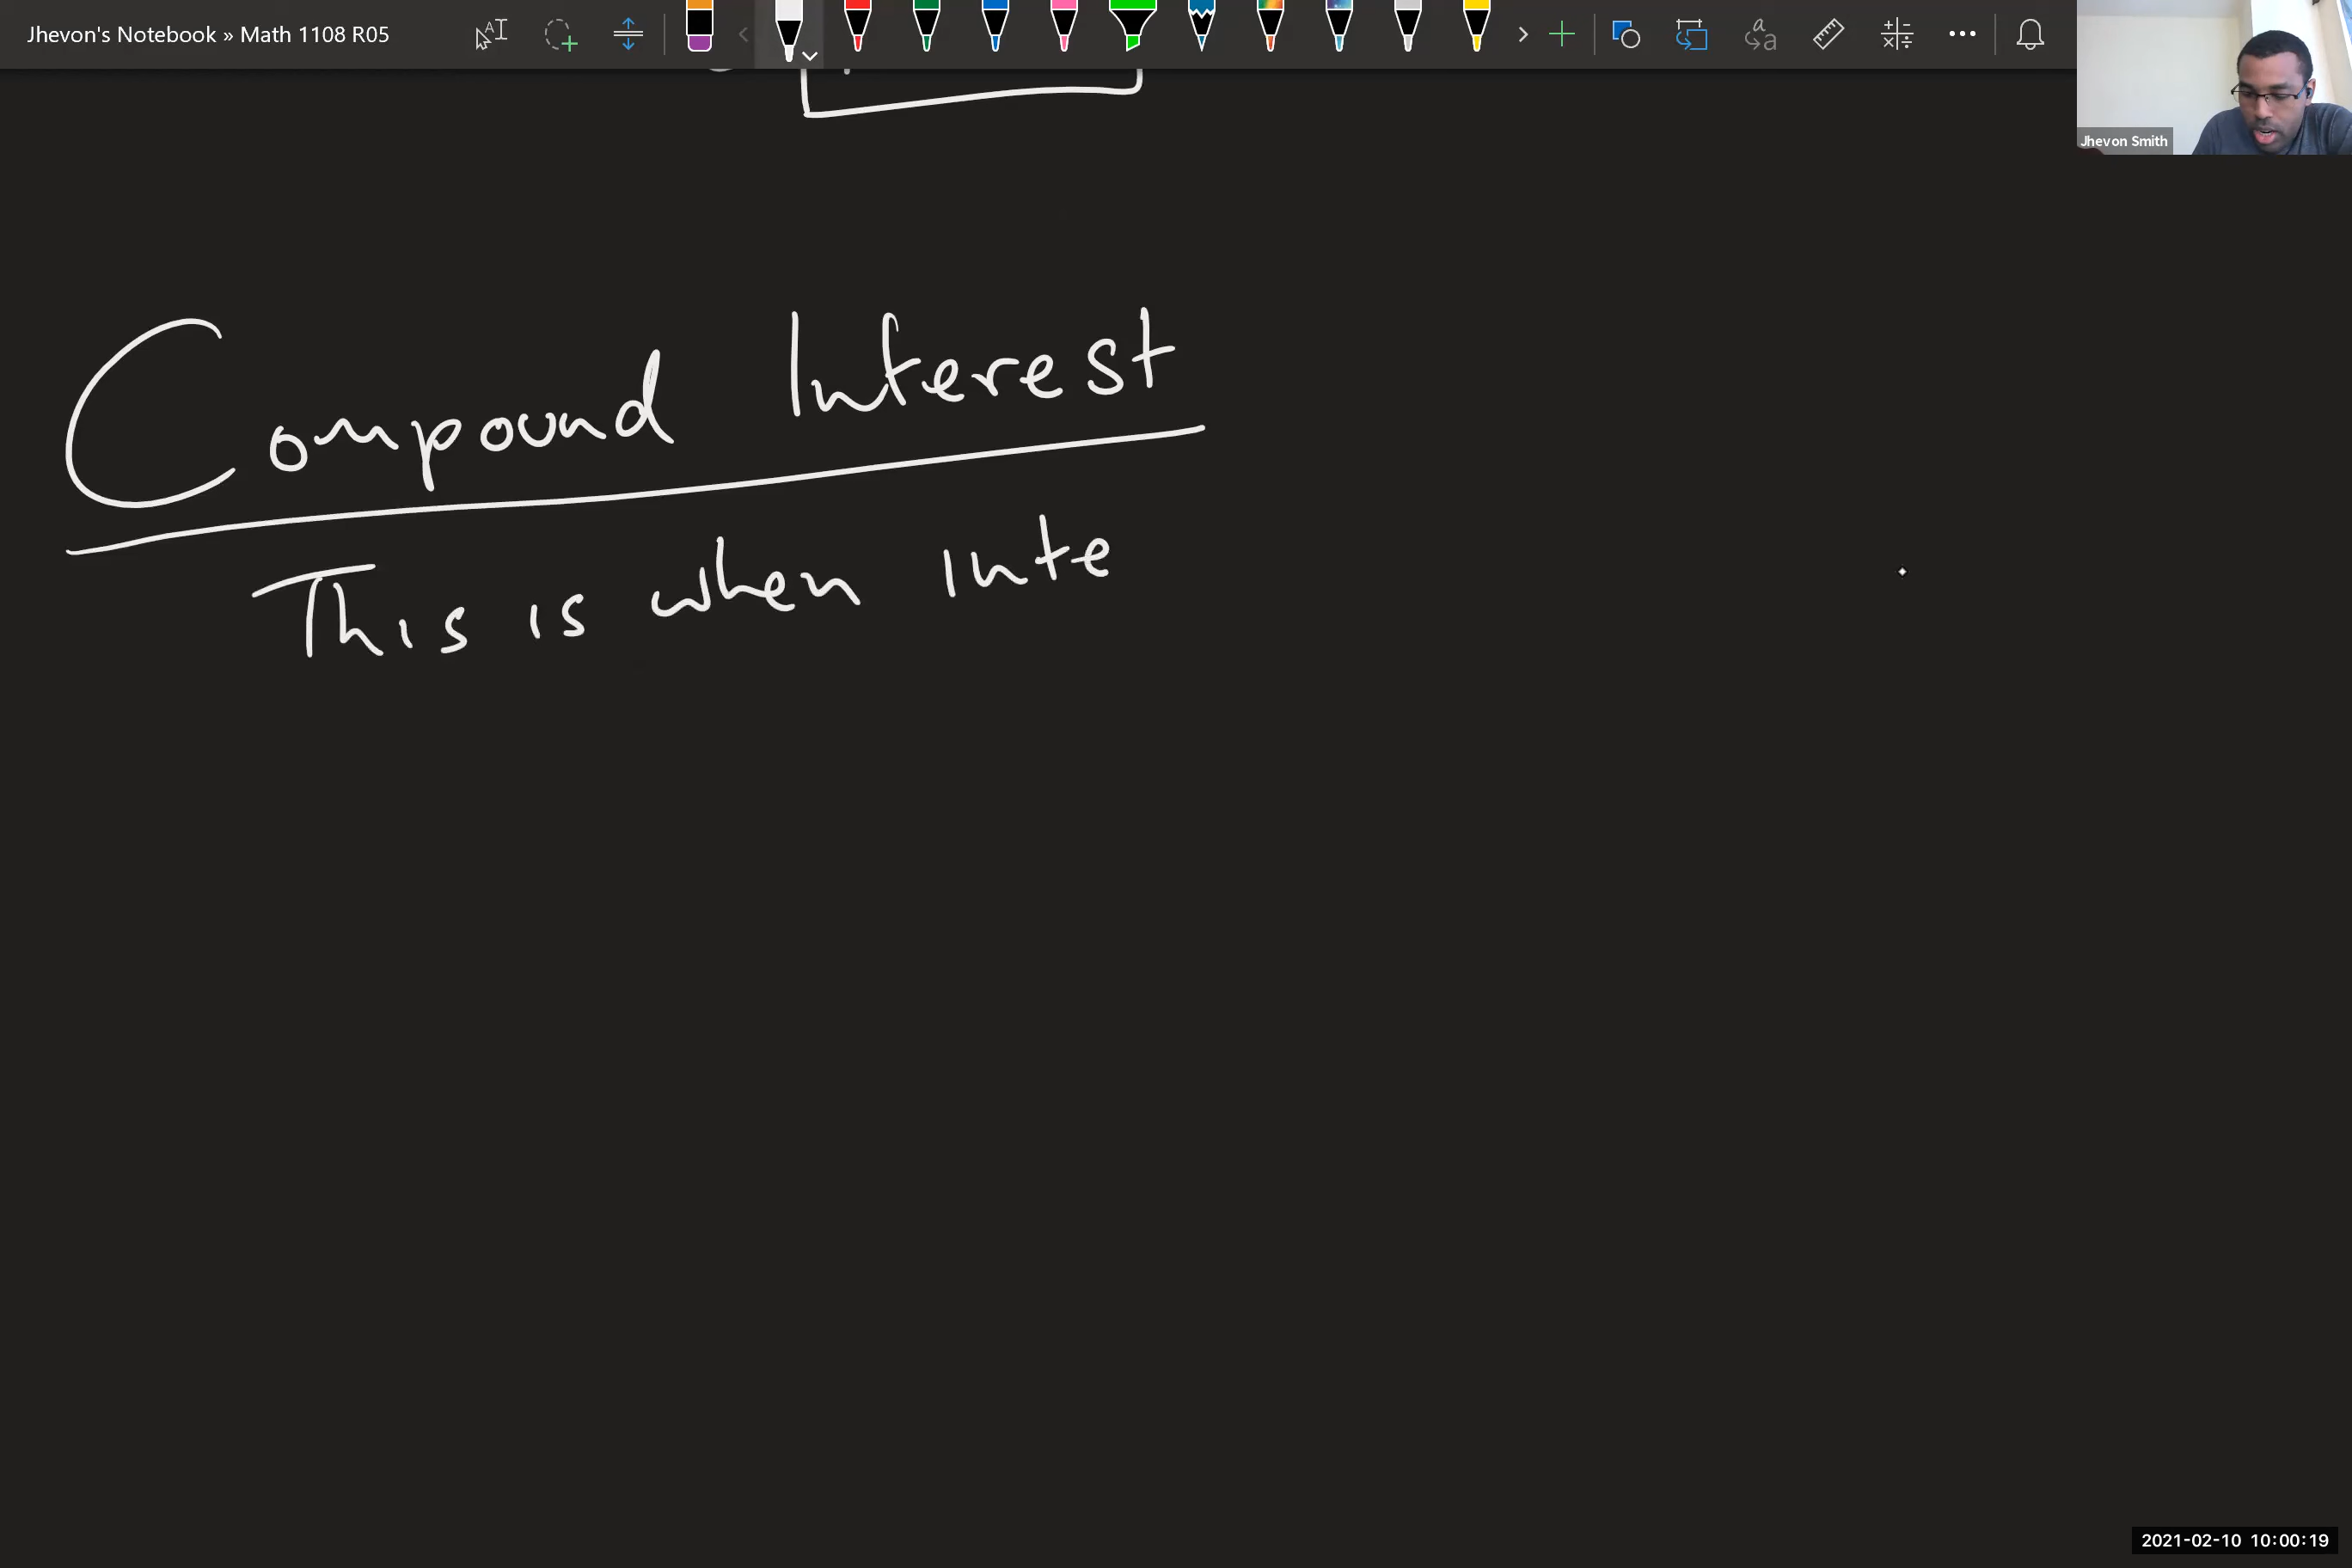 Jhevon's Notebook » Math 1108 R05
Jhevon Smith
Compound Interest
This is when inte
2021-02-10 10:00:19